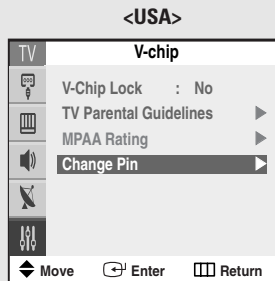 <USA>
TV
V-chip
V-Chip Lock : No
TV Parental Guidelines
MPAA Rating
Change Pin
Move Enter Return